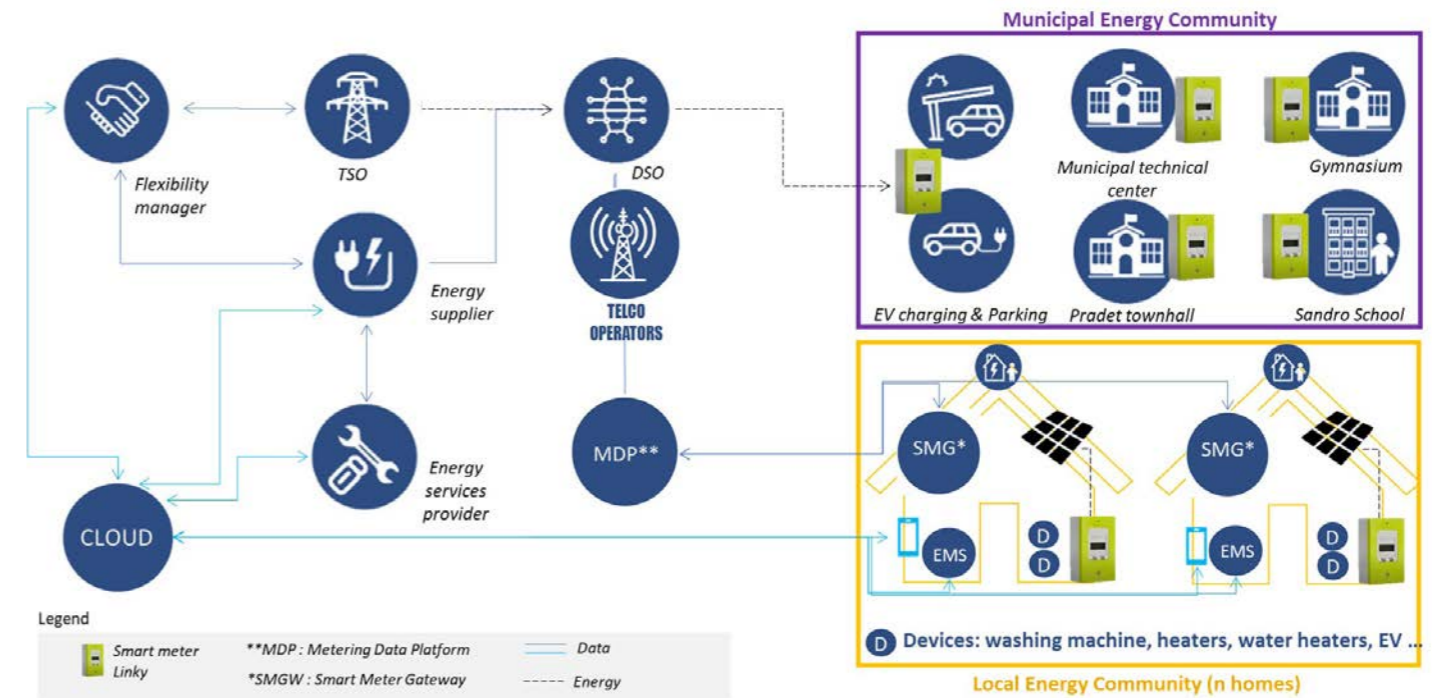 Municipal Energy Community
Flexibility
manager
TSO
DSO
Municipal technical
center
Gymnasium
Energy
supplier
TELCO
OPERATORS
EV charging & Parking
Pradet townhall
Sandro School
Energy
services
provider
MDP**
SMG*
SMG*
CLOUD
EMS
D
D
EMS
D
D
D Devices: washing machine, heaters, water heaters, EV ...
Local Energy Community (n homes)
Legend
Smart meter
Linky
**MDP : Metering Data Platform
*SMGW : Smart Meter Gateway
Data
Energy